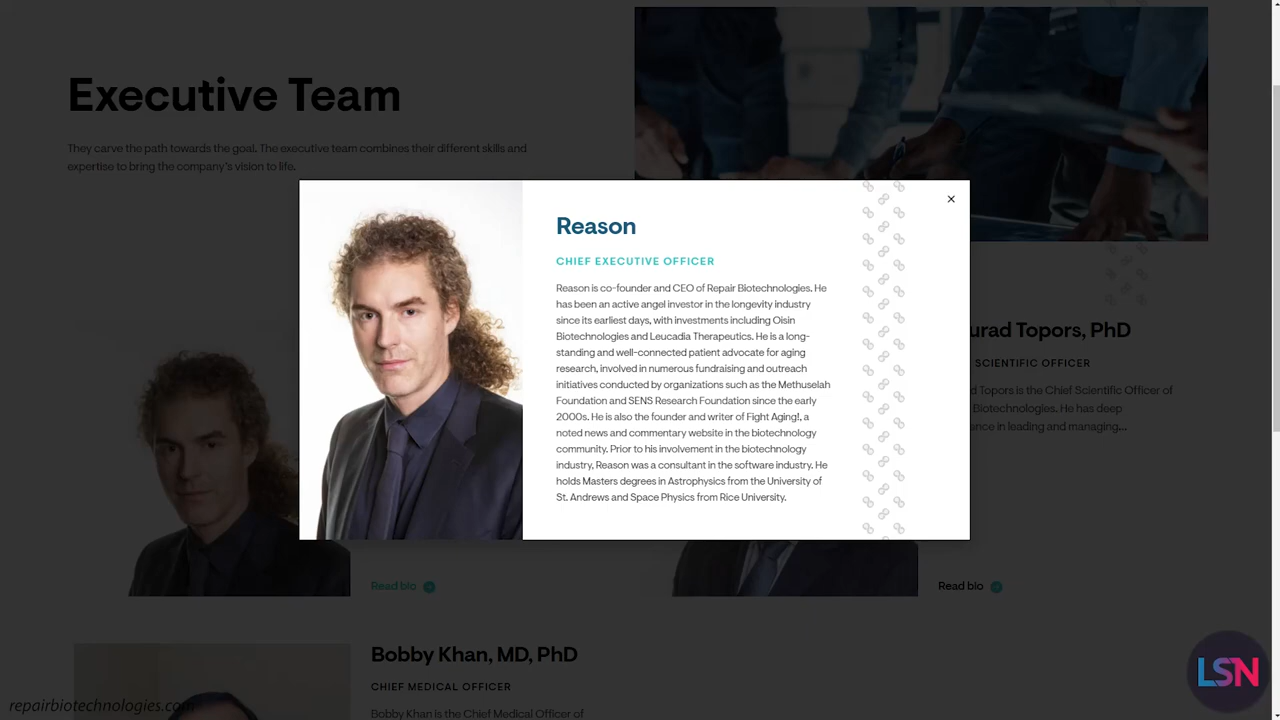 Executive Team
They carve the path towards the goal. The executive team combines their different skills and
expertise to bring the company's vision to life.
Reason
CHIEF EXECUTIVE OFFICER
Reason is co-founder and CEO of Repair Biotechnologies. He
has been an active angel investor in the longevity industry
since its earliest days, with investments including Oisin
Biotechnologies and Leucadia Therapeutics. He is a long-
standing and well-connected patient advocate for aging
research, involved in numerous fundraising and outreach
initiatives conducted by organizations such as the Methuselah
Foundation and SENS Research Foundation since the early
2000s. He is also the founder and writer of Fight Aging!, a
noted news and commentary website in the biotechnology
community. Prior to his involvement in the biotechnology
industry, Reason was a consultant in the software industry. He
holds Masters degrees in Astrophysics from the University of
St. Andrews and Space Physics from Rice University.
urad Topors, PhD
SCIENTIFIC OFFICER
d Topors is the Chief Scientific Officer of
Biotechnologies. He has deep
ance in leading and managing...
Read bio
Read bio
Bobby Khan, MD, PhD
CHIEF MEDICAL OFFICER
Bobby Khan is the Chief Medical Officer of
repairbiotechnologies.com
LSN